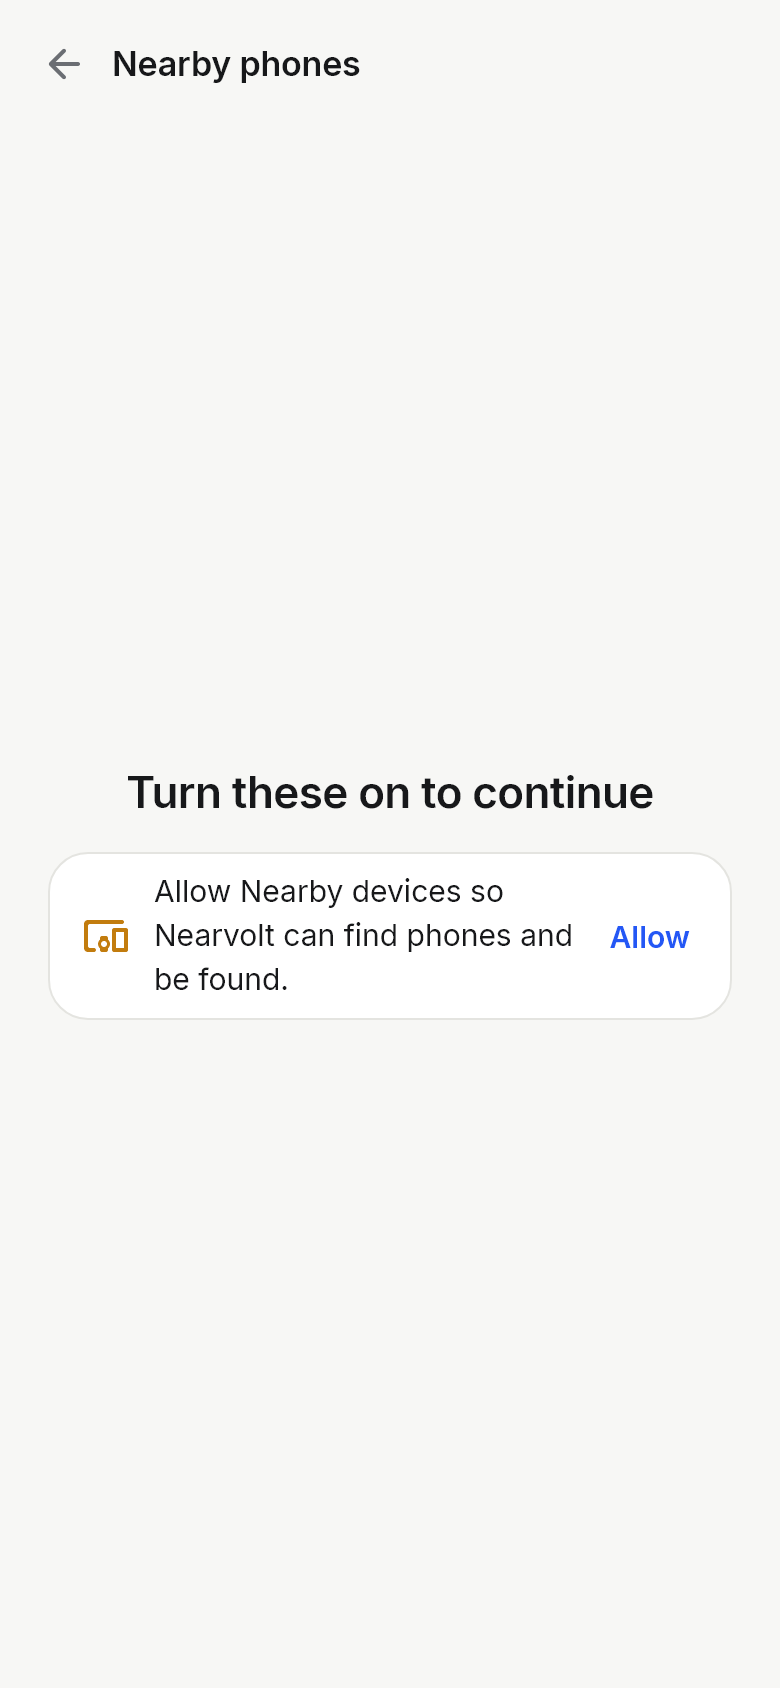 Nearby phones
Turn these on to continue
Allow Nearby devices so
Nearvolt can find phones and
be found.
Allow